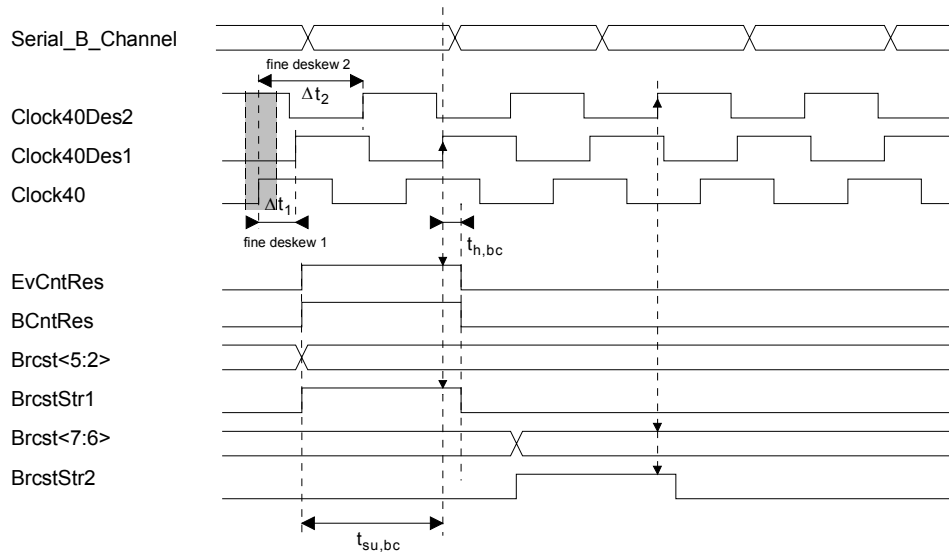 Serial_B_Channel
fine deskew 2
Δt2
Clock40Des2
Clock40Des1
Clock40
Δt1
fine deskew 1
th,bc
EvCntRes
BCntRes
Brcst<5:2>
BrcstStr1
Brcst<7:6>
BrcstStr2
tsu,bc